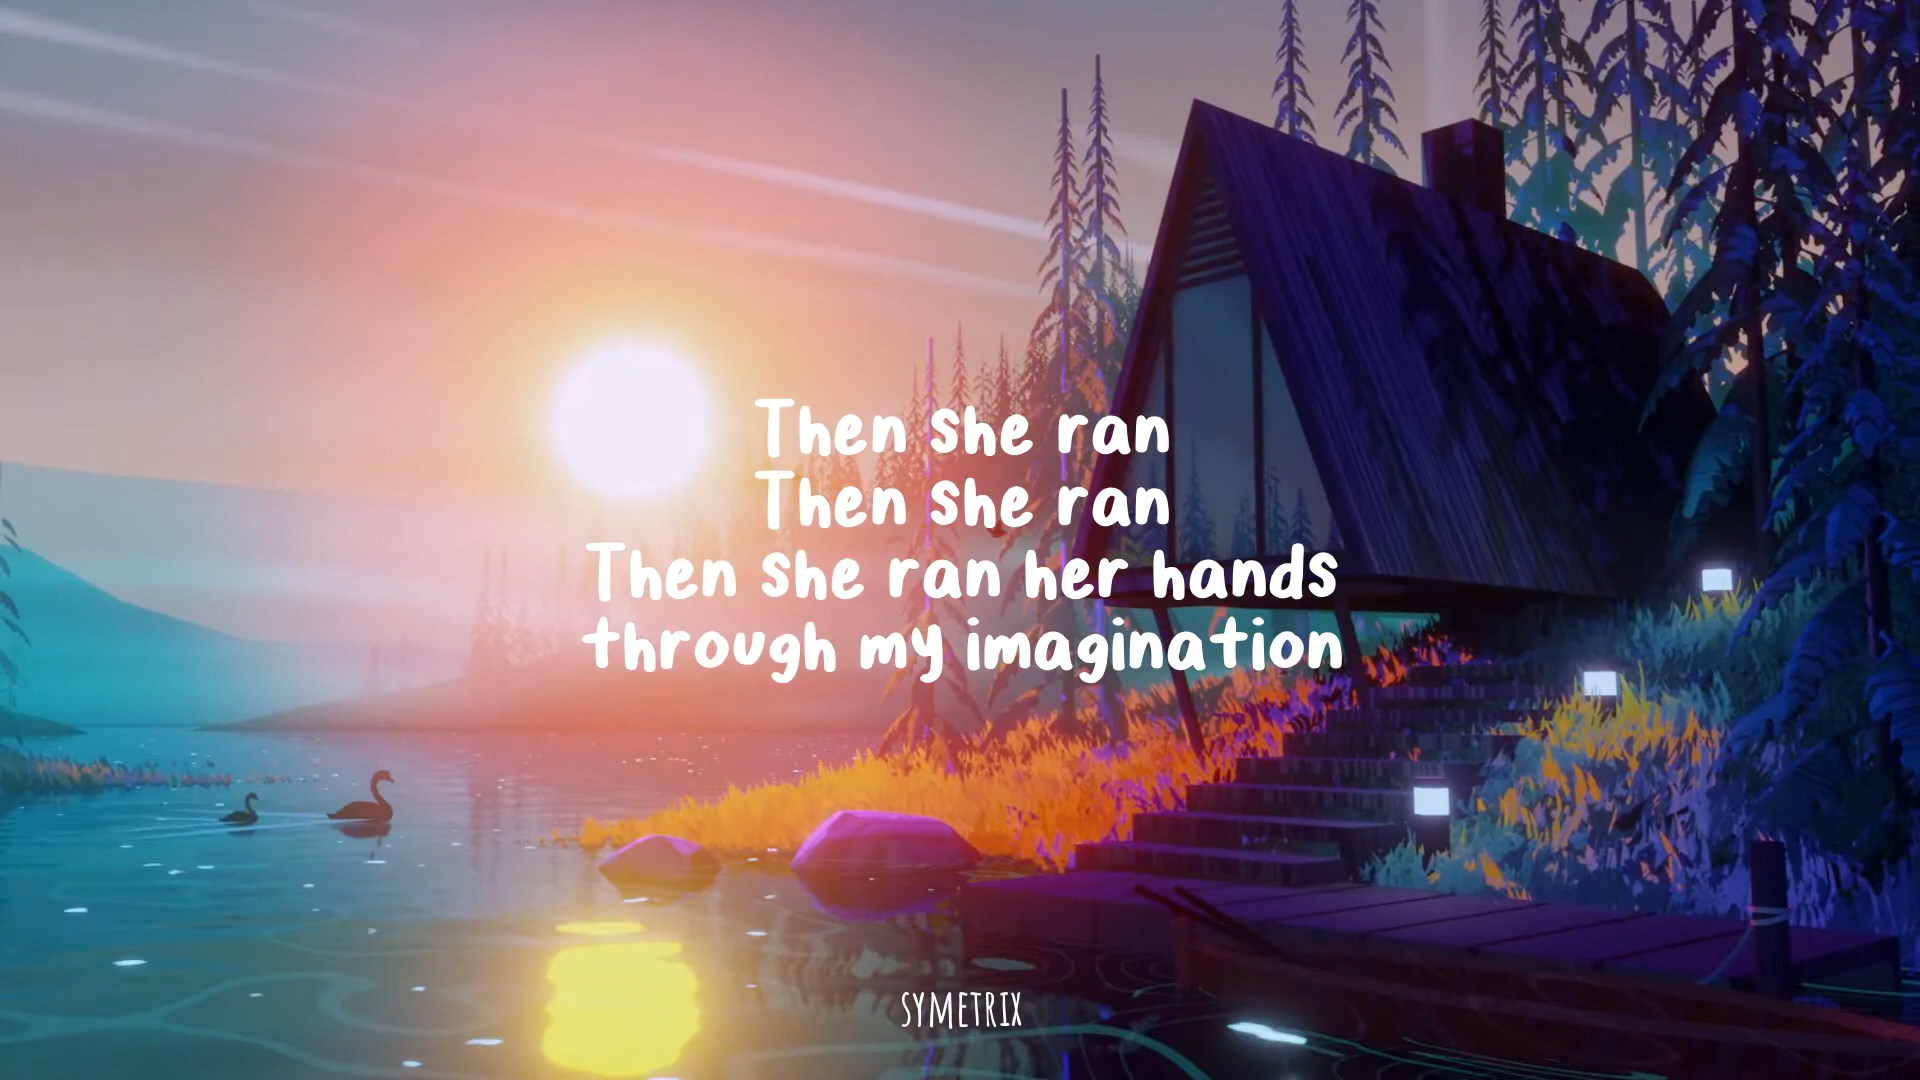 Then she ran
Then she ran
Then she ran her hands
through my imagination
SYMETRIX